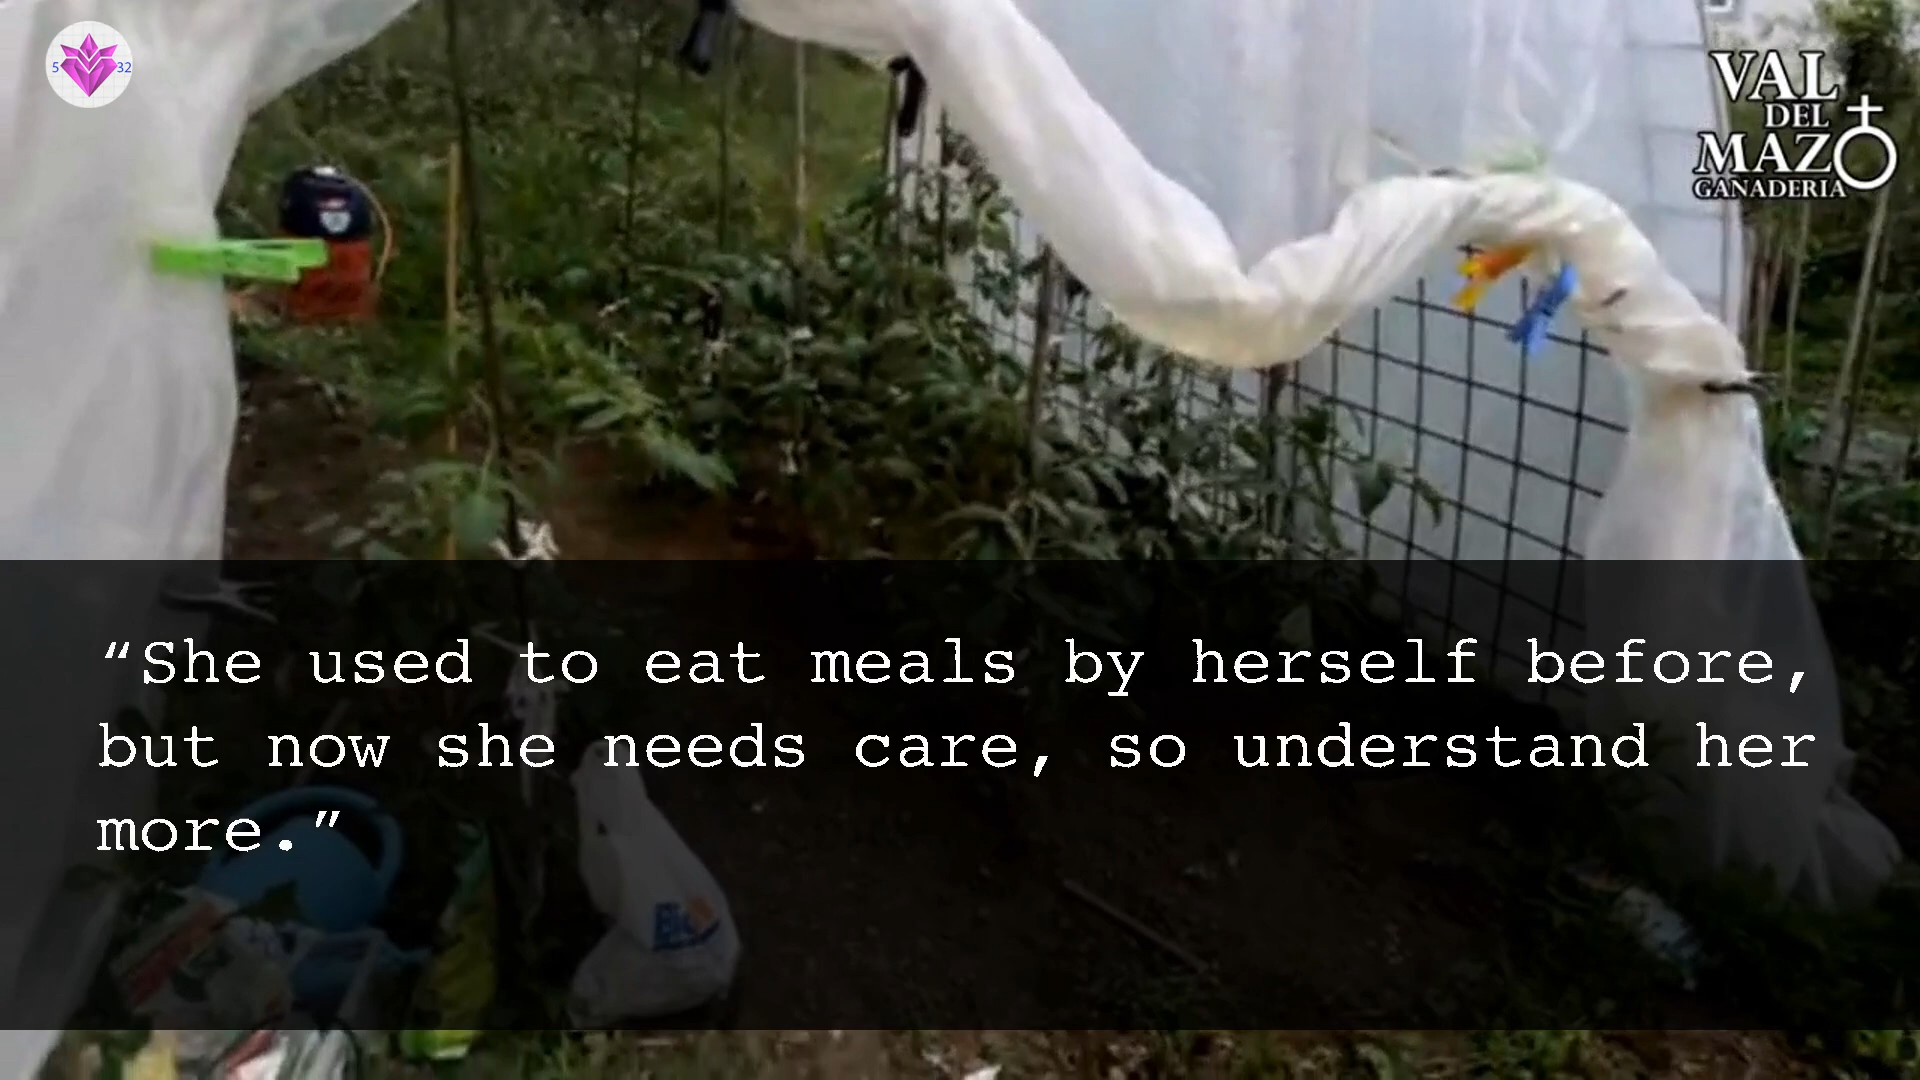 5 32
VAL
DEL
MAZO
GANADERIA
“She used to eat meals by herself before,
but now she needs care, so understand her
more.”